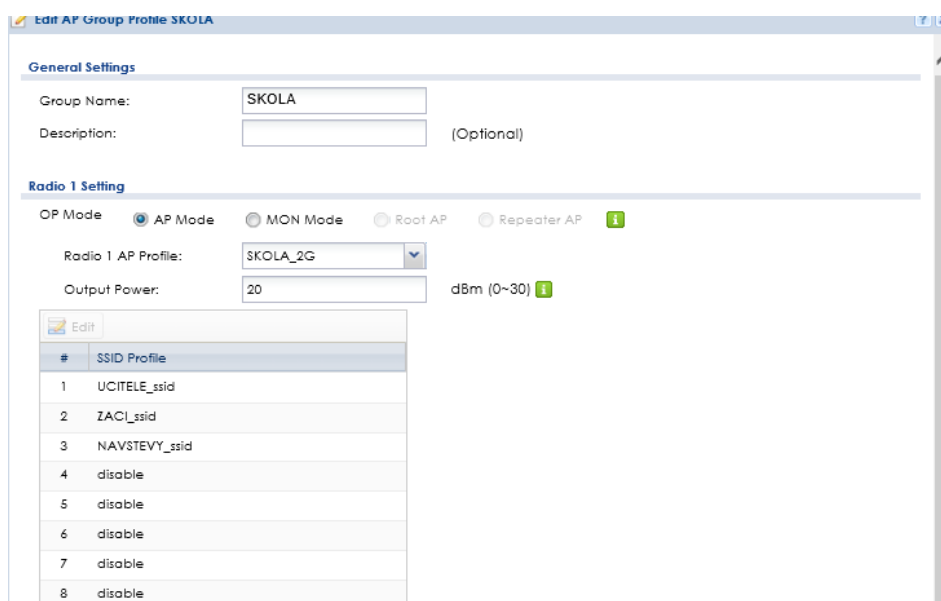 Edit AP Group Profile SKOLA
General Settings
Group Name: SKOLA
Description: (Optional)
Radio 1 Setting
OP Mode AP Mode MON Mode Root AP Repeater AP
Radio 1 AP Profile: SKOLA_2G
Output Power: 20 dBm (0~30)
Edit
# SSID Profile
1 UCITELE_ssid
2 ZACI_ssid
3 NAVSTEVY_ssid
4 disable
5 disable
6 disable
7 disable
8 disable